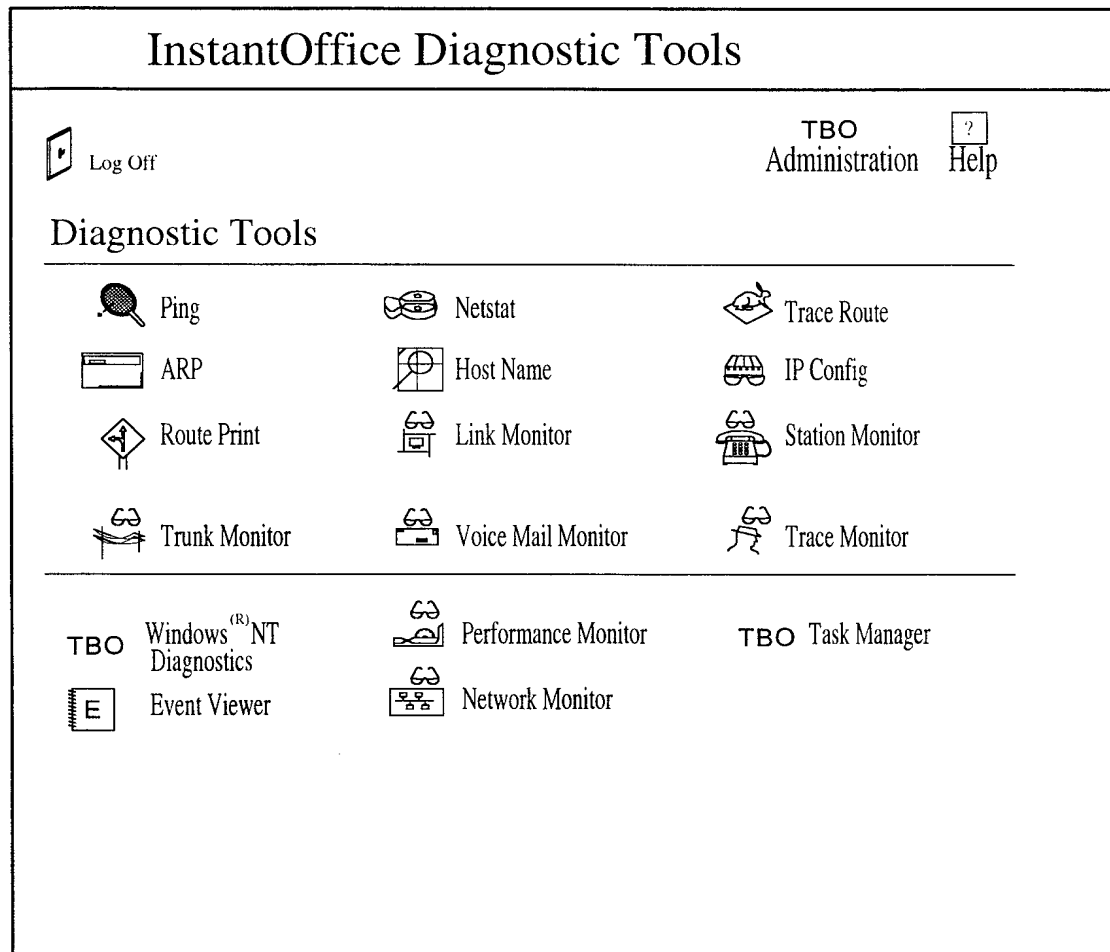 InstantOffice Diagnostic Tools
Log Off
TBO
Administration
?
Help
Diagnostic Tools
Ping
Netstat
Trace Route
ARP
Host Name
IP Config
Route Print
Link Monitor
Station Monitor
Trunk Monitor
Voice Mail Monitor
Trace Monitor
TBO
Windows(R)NT
Diagnostics
Performance Monitor
TBO Task Manager
E
Event Viewer
Network Monitor